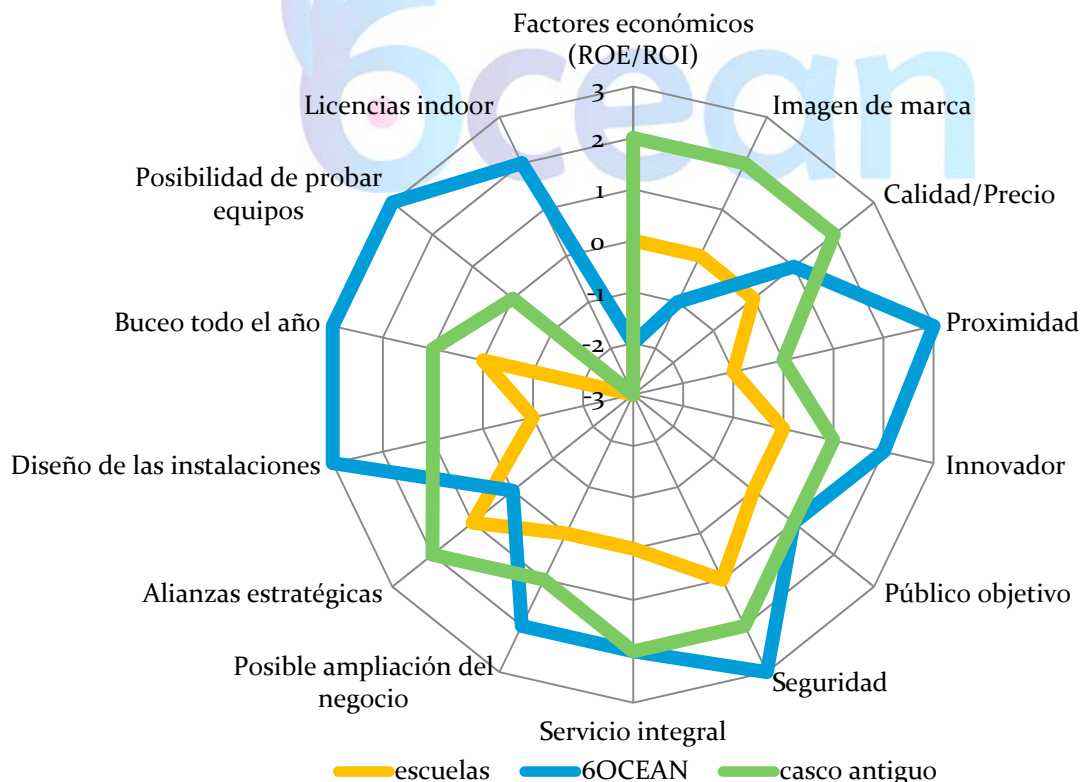 6cean
Factores económicos
(ROE/ROI)
Licencias indoor
Imagen de marca
Posibilidad de probar
equipos
Calidad/Precio
Buceo todo el año
Proximidad
Diseño de las instalaciones
Innovador
Alianzas estratégicas
Público objetivo
Posible ampliación del
negocio
Seguridad
Servicio integral
3
2
1
0
-1
-2
-3
escuelas
6OCEAN
casco antiguo